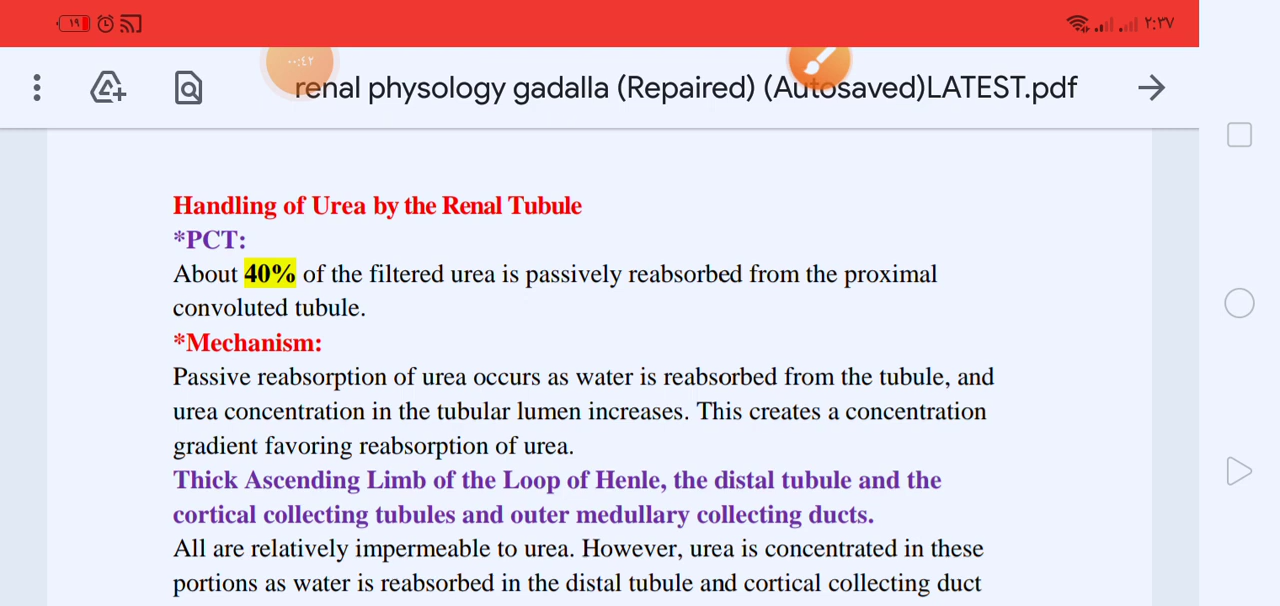 ١٩
٢:٣٧
٠٠:٤٢
renal physology gadalla (Repaired) (Autosaved)LATEST.pdf
Handling of Urea by the Renal Tubule
*PCT:
About 40% of the filtered urea is passively reabsorbed from the proximal
convoluted tubule.
*Mechanism:
Passive reabsorption of urea occurs as water is reabsorbed from the tubule, and
urea concentration in the tubular lumen increases. This creates a concentration
gradient favoring reabsorption of urea.
Thick Ascending Limb of the Loop of Henle, the distal tubule and the
cortical collecting tubules and outer medullary collecting ducts.
All are relatively impermeable to urea. However, urea is concentrated in these
portions as water is reabsorbed in the distal tubule and cortical collecting duct